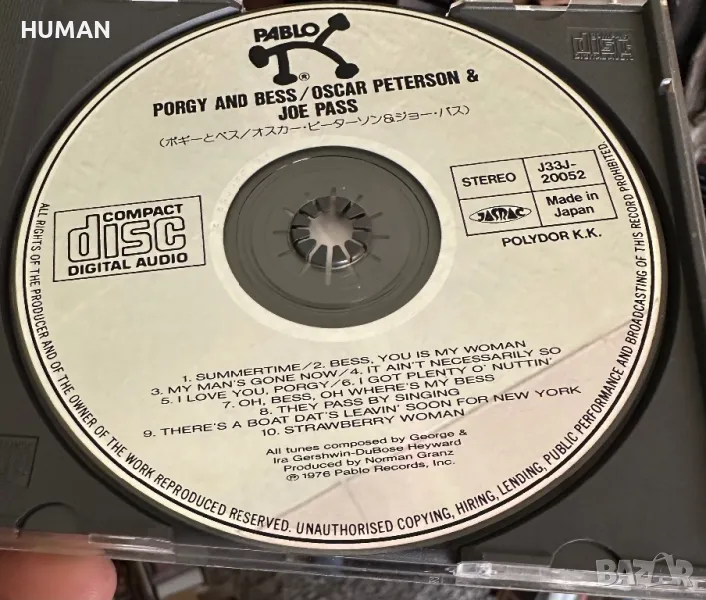 HUMAN
PABLO
®
PORGY AND BESS/OSCAR PETERSON &
JOE PASS
(ポギーとベス/オスカー・ピーターソン&ジョー・パス)
COMPACT
disc
DIGITAL AUDIO
STEREO
J33J-
20052
JASRAC
Made in
Japan
POLYDOR K.K.
1. SUMMERTIME/2. BESS, YOU IS MY WOMAN
3. MY MAN'S GONE NOW/4. IT AIN'T NECESSARILY SO
5. I LOVE YOU, PORGY/6. I GOT PLENTY O' NUTTIN'
7. OH, BESS, OH WHERE'S MY BESS
8. THEY PASS BY SINGING
9. THERE'S A BOAT DAT'S LEAVIN' SOON FOR NEW YORK
10. STRAWBERRY WOMAN
All tunes composed by George &
Ira Gershwin-DuBose Heyward
Produced by Norman Granz
℗ 1976 Pablo Records, Inc.
ALL RIGHTS OF THE PRODUCER AND OF THE OWNER OF THE WORK REPRODUCED RESERVED. UNAUTHORISED COPYING, HIRING, LENDING, PUBLIC PERFORMANCE AND BROADCASTING OF THIS RECORD PROHIBITED
COMPACT
disc
BAZAR